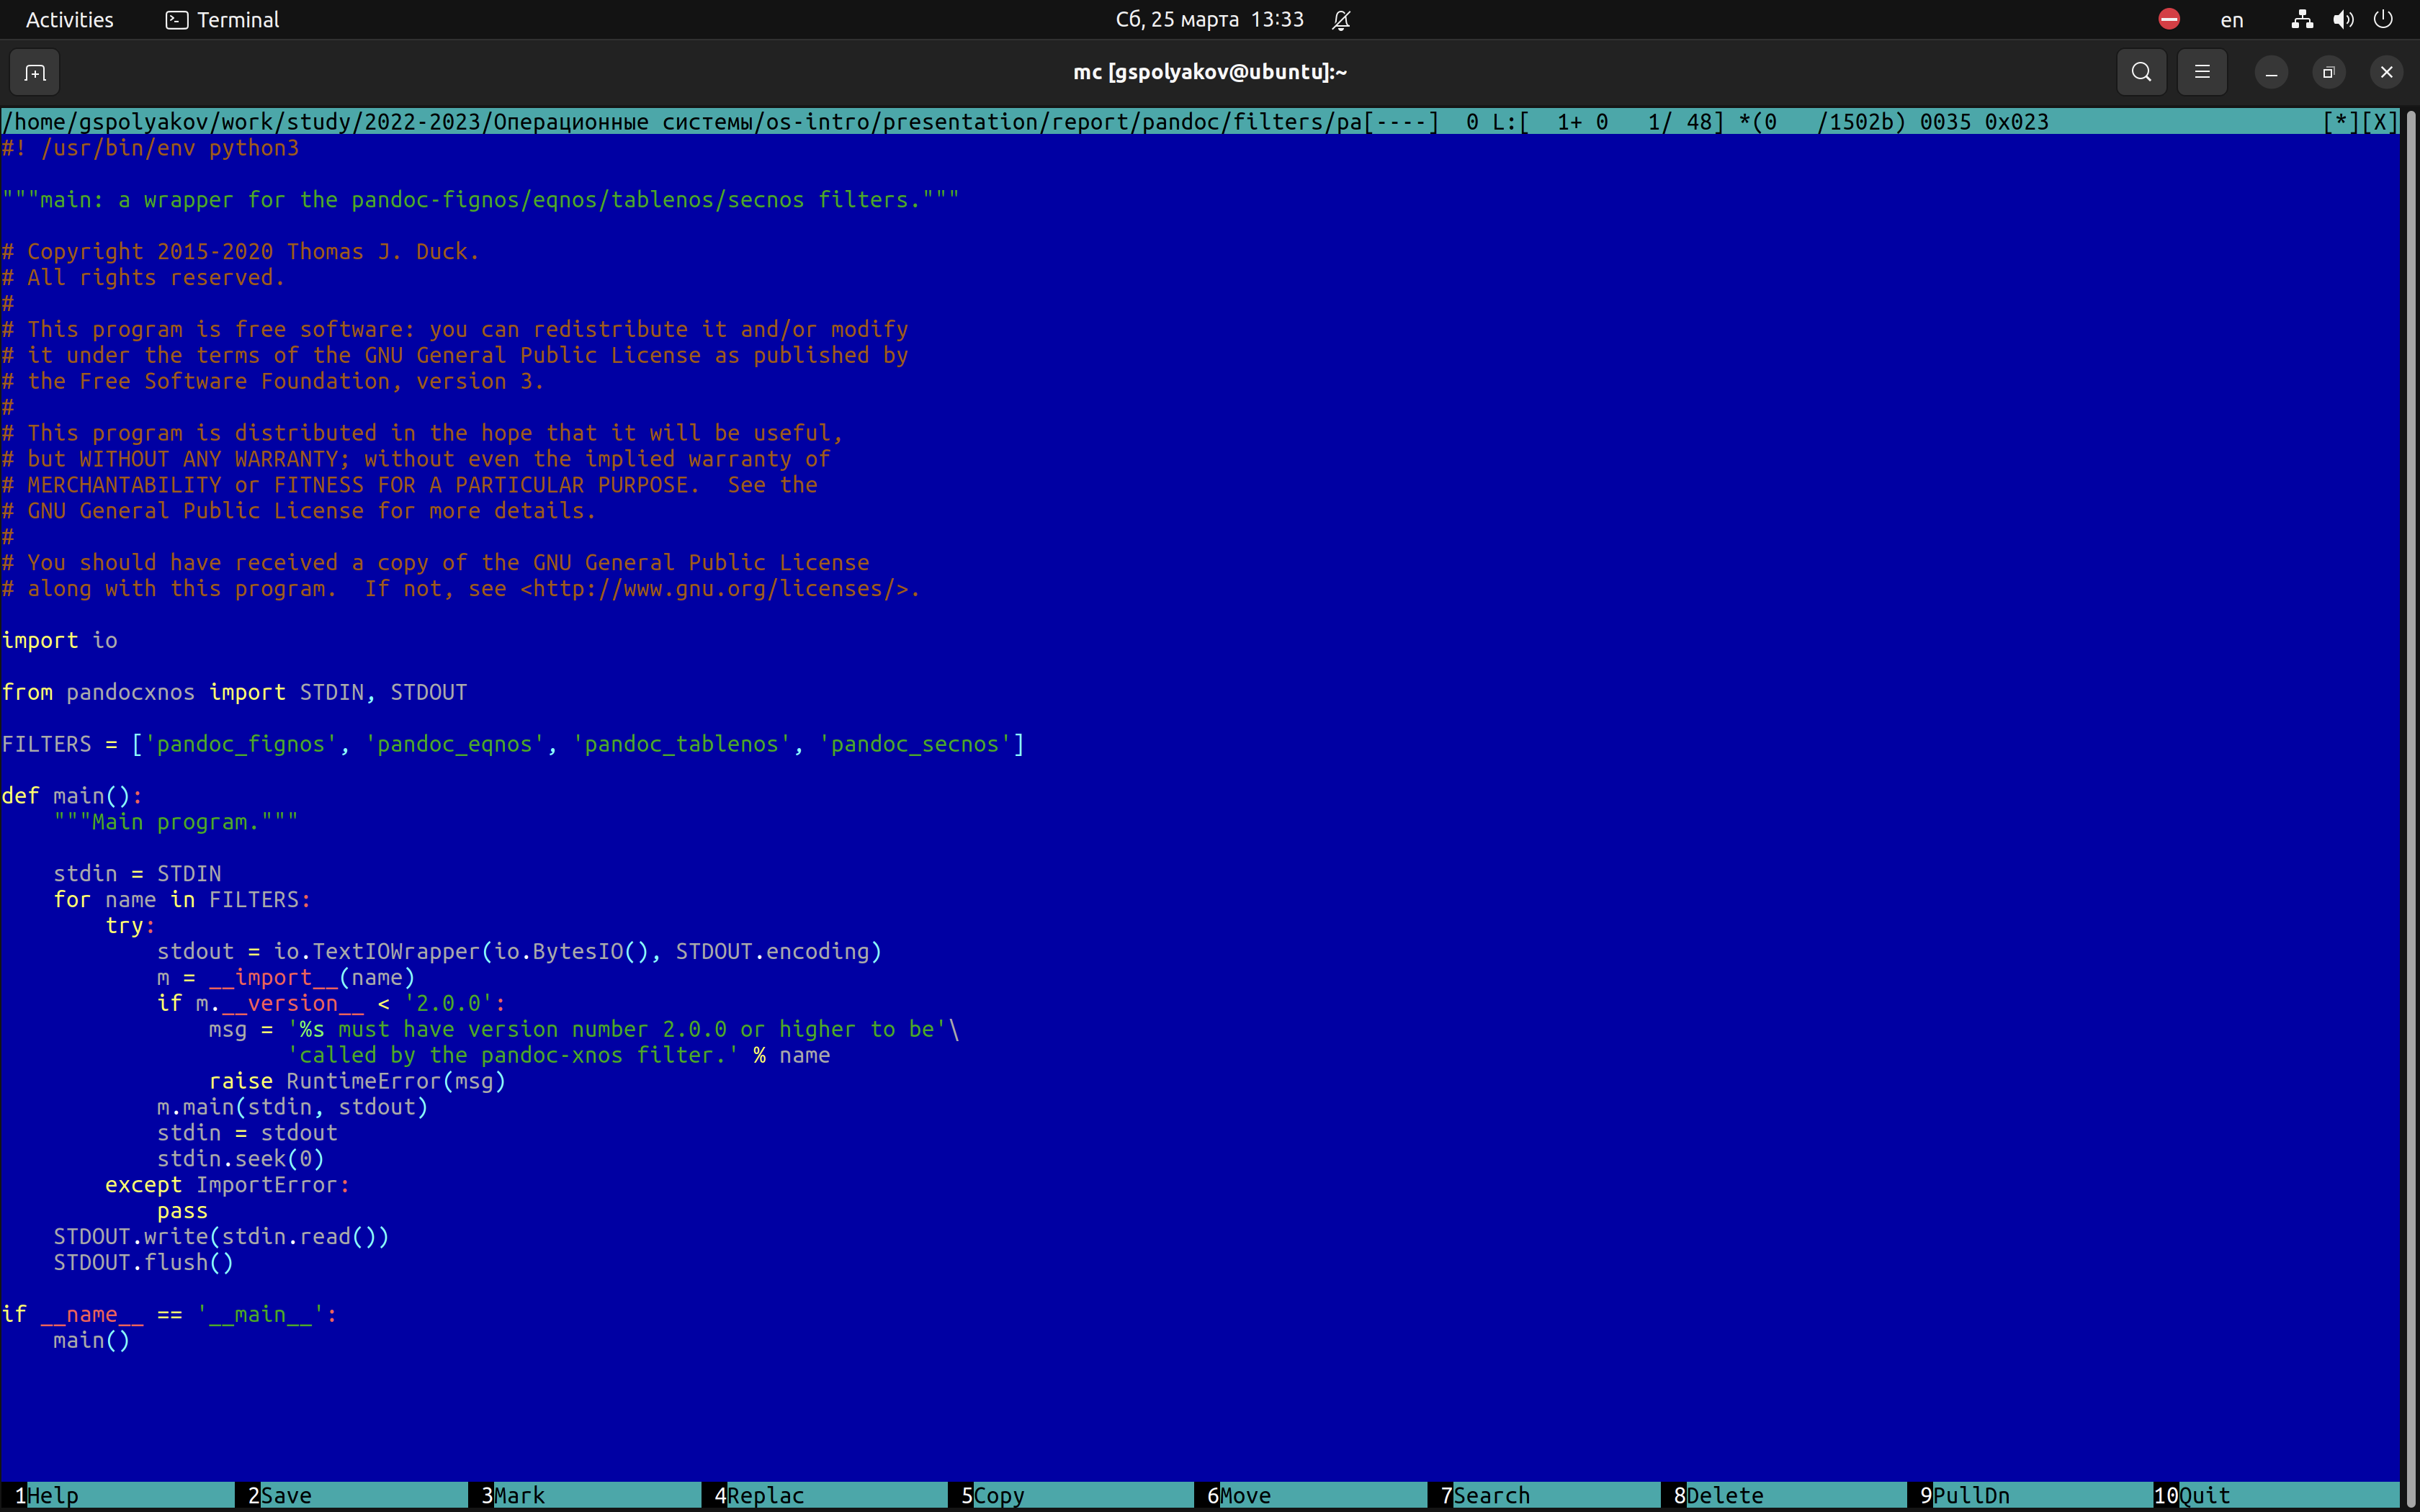 Activities Terminal Сб, 25 марта 13:33 en
mc [gspolyakov@ubuntu]:~
/home/gspolyakov/work/study/2022-2023/Операционные системы/os-intro/presentation/report/pandoc/filters/pa[----]  0 L:[  1+ 0   1/ 48] *(0   /1502b) 0035 0x023 [*][X]
#! /usr/bin/env python3
"""main: a wrapper for the pandoc-fignos/eqnos/tablenos/secnos filters."""
# Copyright 2015-2020 Thomas J. Duck.
# All rights reserved.
#
# This program is free software: you can redistribute it and/or modify
# it under the terms of the GNU General Public License as published by
# the Free Software Foundation, version 3.
#
# This program is distributed in the hope that it will be useful,
# but WITHOUT ANY WARRANTY; without even the implied warranty of
# MERCHANTABILITY or FITNESS FOR A PARTICULAR PURPOSE.  See the
# GNU General Public License for more details.
#
# You should have received a copy of the GNU General Public License
# along with this program.  If not, see <http://www.gnu.org/licenses/>.
import io
from pandocxnos import STDIN, STDOUT
FILTERS = ['pandoc_fignos', 'pandoc_eqnos', 'pandoc_tablenos', 'pandoc_secnos']
def main():
    """Main program."""
    stdin = STDIN
    for name in FILTERS:
        try:
            stdout = io.TextIOWrapper(io.BytesIO(), STDOUT.encoding)
            m = __import__(name)
            if m.__version__ < '2.0.0':
                msg = '%s must have version number 2.0.0 or higher to be'\
                      'called by the pandoc-xnos filter.' % name
                raise RuntimeError(msg)
            m.main(stdin, stdout)
            stdin = stdout
            stdin.seek(0)
        except ImportError:
            pass
    STDOUT.write(stdin.read())
    STDOUT.flush()
if __name__ == '__main__':
    main()
1Help 2Save 3Mark 4Replac 5Copy 6Move 7Search 8Delete 9PullDn 10Quit